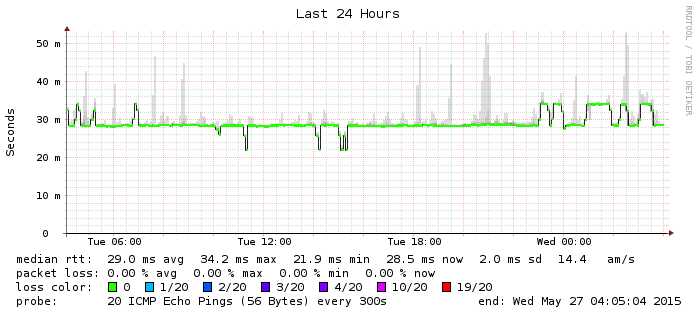 Last 24 Hours
RRDTOOL / TOBI OETIKER
Seconds
50 m
40 m
30 m
20 m
10 m
0
Tue 06:00 Tue 12:00 Tue 18:00 Wed 00:00
median rtt: 29.0 ms avg 34.2 ms max 21.9 ms min 28.5 ms now 2.0 ms sd 14.4 am/s
packet loss: 0.00 % avg 0.00 % max 0.00 % min 0.00 % now
loss color: 0 1/20 2/20 3/20 4/20 10/20 19/20
probe: 20 ICMP Echo Pings (56 Bytes) every 300s end: Wed May 27 04:05:04 2015